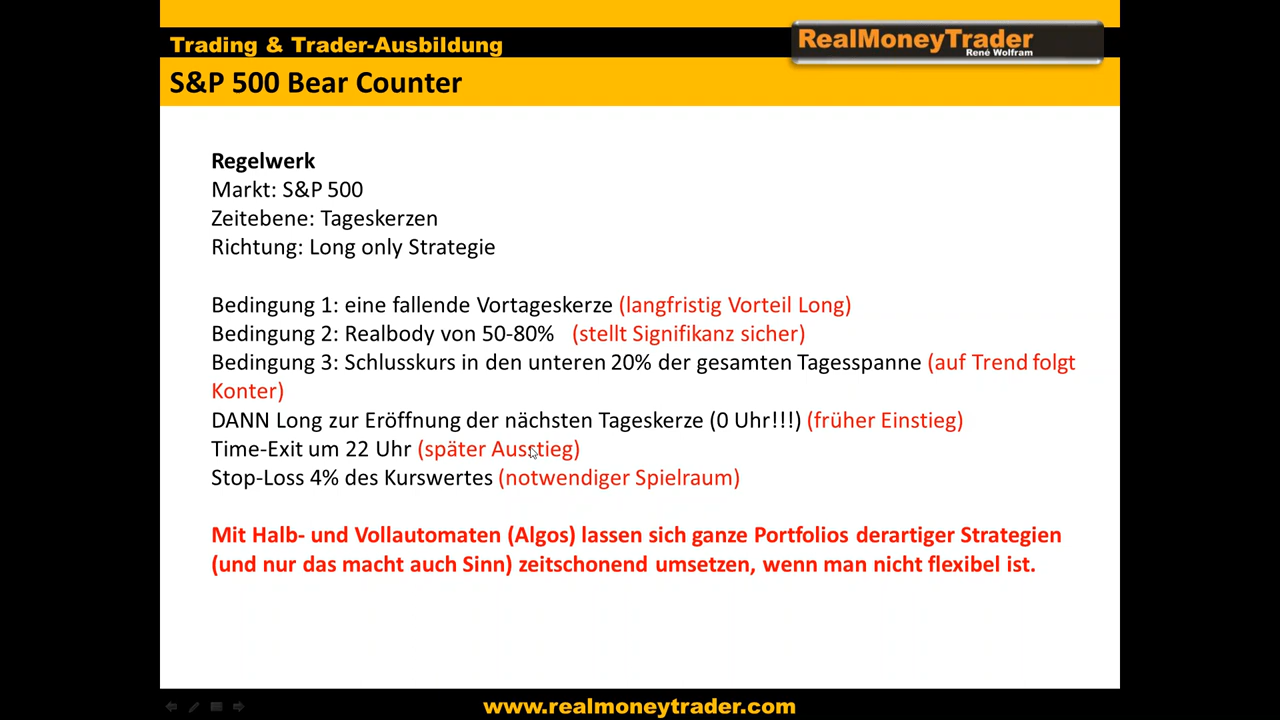 Trading & Trader-Ausbildung
RealMoneyTrader
René Wolfram
S&P 500 Bear Counter
Regelwerk
Markt: S&P 500
Zeitebene: Tageskerzen
Richtung: Long only Strategie
Bedingung 1: eine fallende Vortageskerze (langfristig Vorteil Long)
Bedingung 2: Realbody von 50-80% (stellt Signifikanz sicher)
Bedingung 3: Schlusskurs in den unteren 20% der gesamten Tagesspanne (auf Trend folgt
Konter)
DANN Long zur Eröffnung der nächsten Tageskerze (0 Uhr!!!) (früher Einstieg)
Time-Exit um 22 Uhr (später Ausstieg)
Stop-Loss 4% des Kurswertes (notwendiger Spielraum)
Mit Halb- und Vollautomaten (Algos) lassen sich ganze Portfolios derartiger Strategien
(und nur das macht auch Sinn) zeitschonend umsetzen, wenn man nicht flexibel ist.
www.realmoneytrader.com